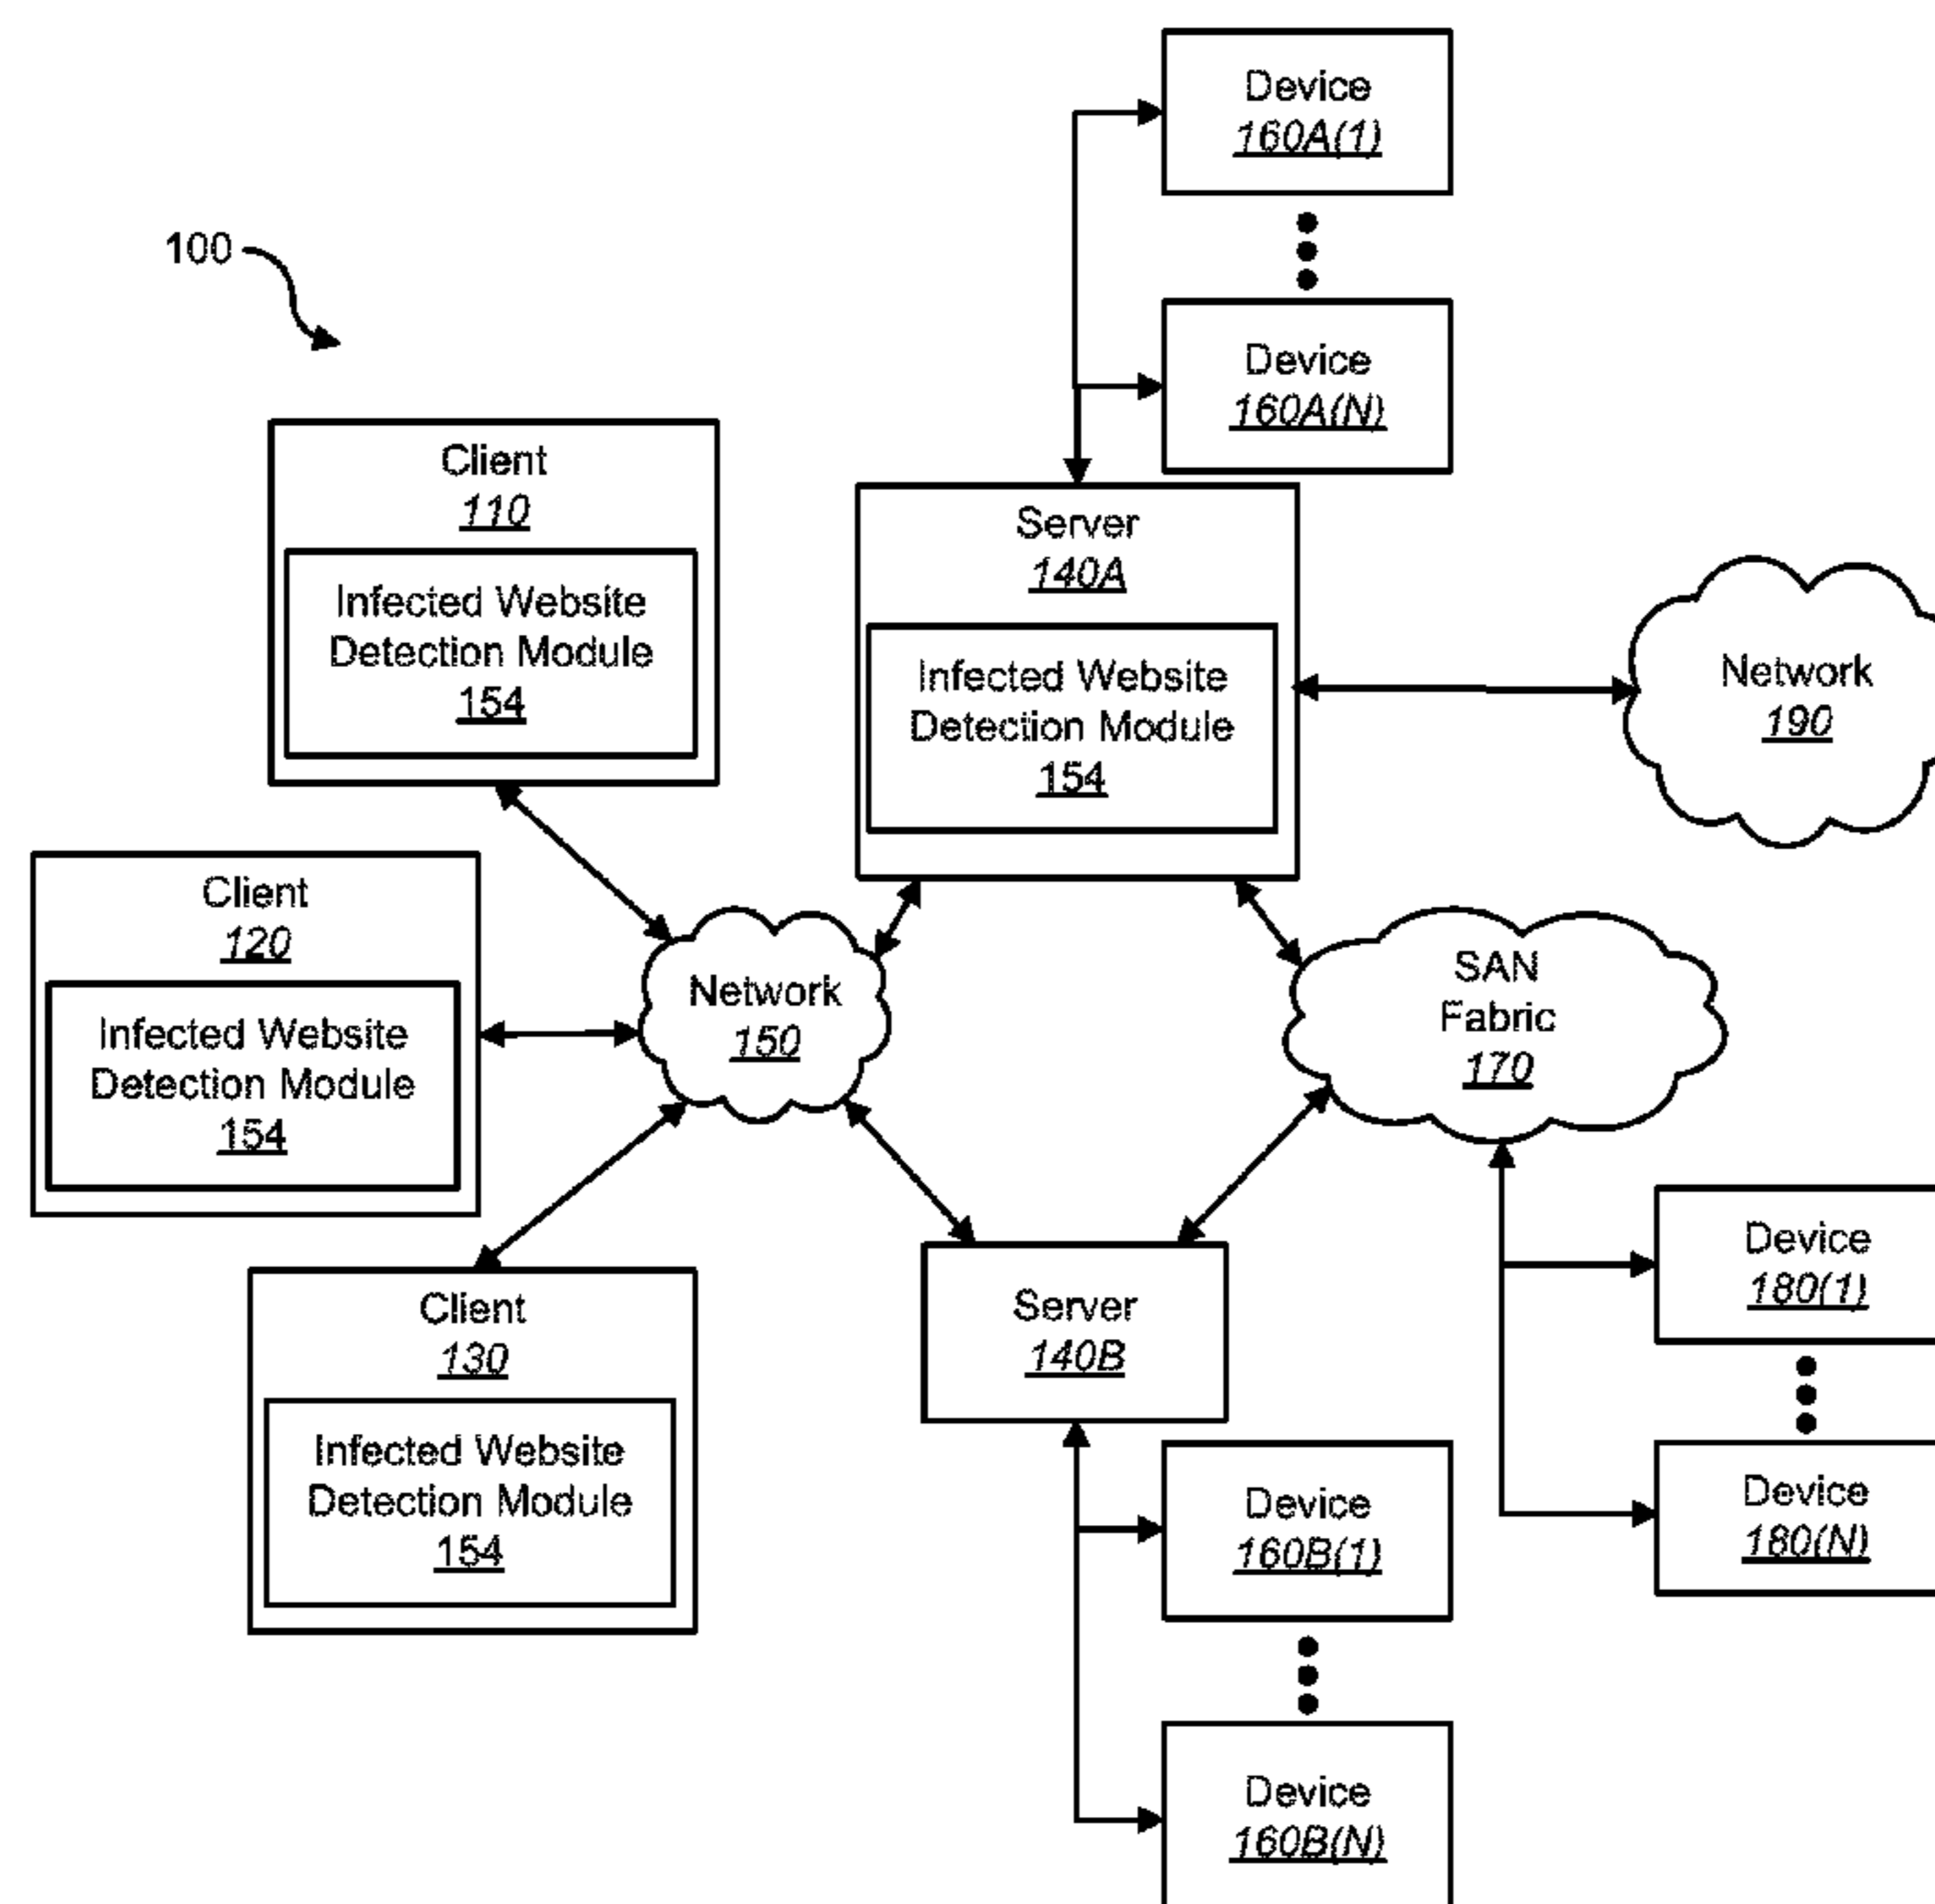 Device
160A(1)
100
Device
160A(N)
Client
110
Infected Website
Detection Module
154
Server
140A
Infected Website
Detection Module
154
Network
190
Client
120
Infected Website
Detection Module
154
Network
150
SAN
Fabric
170
Device
180(1)
Client
130
Infected Website
Detection Module
154
Server
140B
Device
180(N)
Device
160B(1)
Device
160B(N)